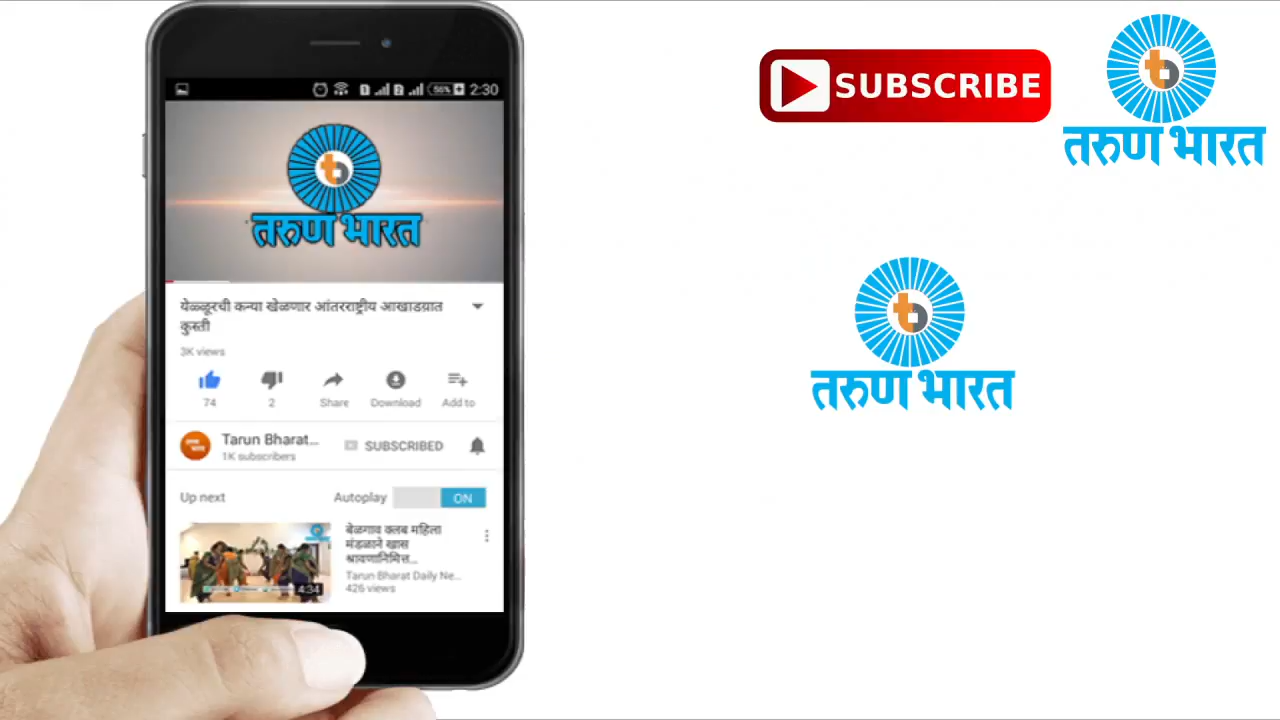 2:30
तरुण भारत
येळ्ळूरची कन्या खेळणार आंतरराष्ट्रीय आखाडय़ात
कुस्ती
3K views
74
2
Share
Download
Add to
Tarun Bharat...
SUBSCRIBED
1K subscribers
Up next
Autoplay
ON
बेळगाव क्लब महिला
मंडळाने खास
श्रावणानिमित्त...
Tarun Bharat Daily Ne...
426 views
4:34
SUBSCRIBE
तरुण भारत
तरुण भारत